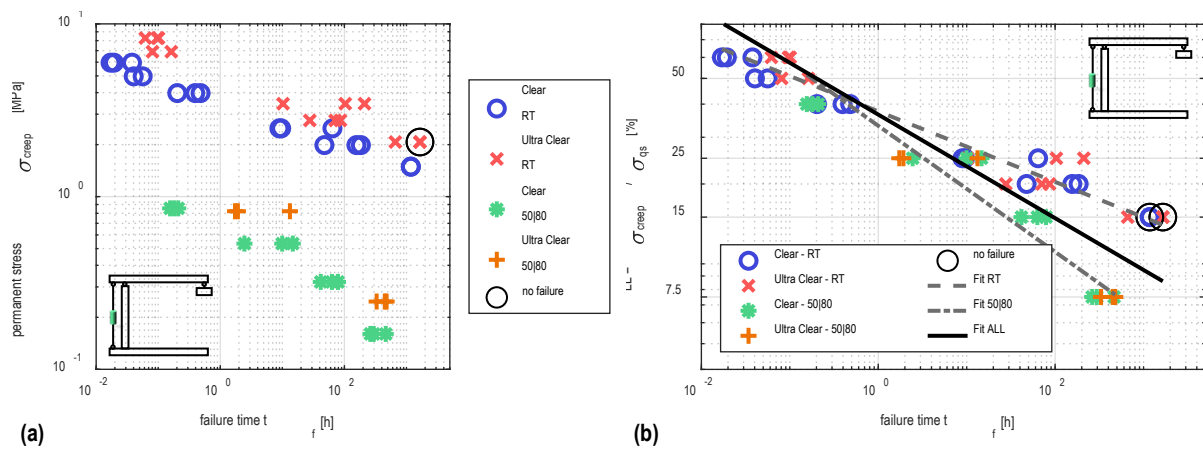 10^1
10^0
10^-1
σcreep [MPa]
permanent stress
10^-2
10^0
10^2
failure time t f [h]
(a)
Clear
RT
Ultra Clear
RT
Clear
50|80
Ultra Clear
50|80
no failure
50
25
15
7.5
σcreep / σqs [%]
10^-2
10^0
10^2
failure time t f [h]
(b)
Clear - RT
Ultra Clear - RT
Clear - 50|80
Ultra Clear - 50|80
no failure
Fit RT
Fit 50|80
Fit ALL